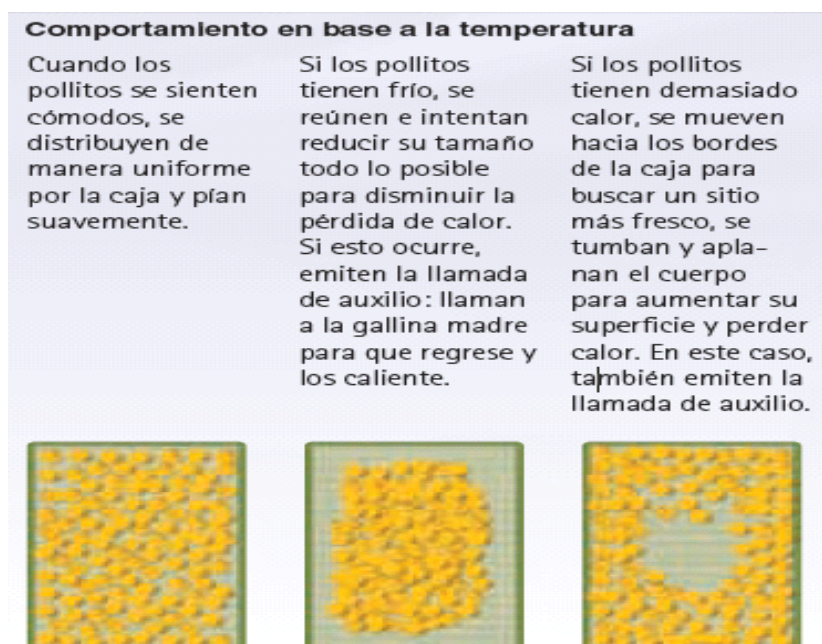 Comportamiento en base a la temperatura
Cuando los
pollitos se sienten
cómodos, se
distribuyen de
manera uniforme
por la caja y pían
suavemente.
Si los pollitos
tienen frío, se
reúnen e intentan
reducir su tamaño
todo lo posible
para disminuir la
pérdida de calor.
Si esto ocurre,
emiten la llamada
de auxilio: llaman
a la gallina madre
para que regrese y
los caliente.
Si los pollitos
tienen demasiado
calor, se mueven
hacia los bordes
de la caja para
buscar un sitio
más fresco, se
tumban y apla-
nan el cuerpo
para aumentar su
superficie y perder
calor. En este caso,
también emiten la
llamada de auxilio.